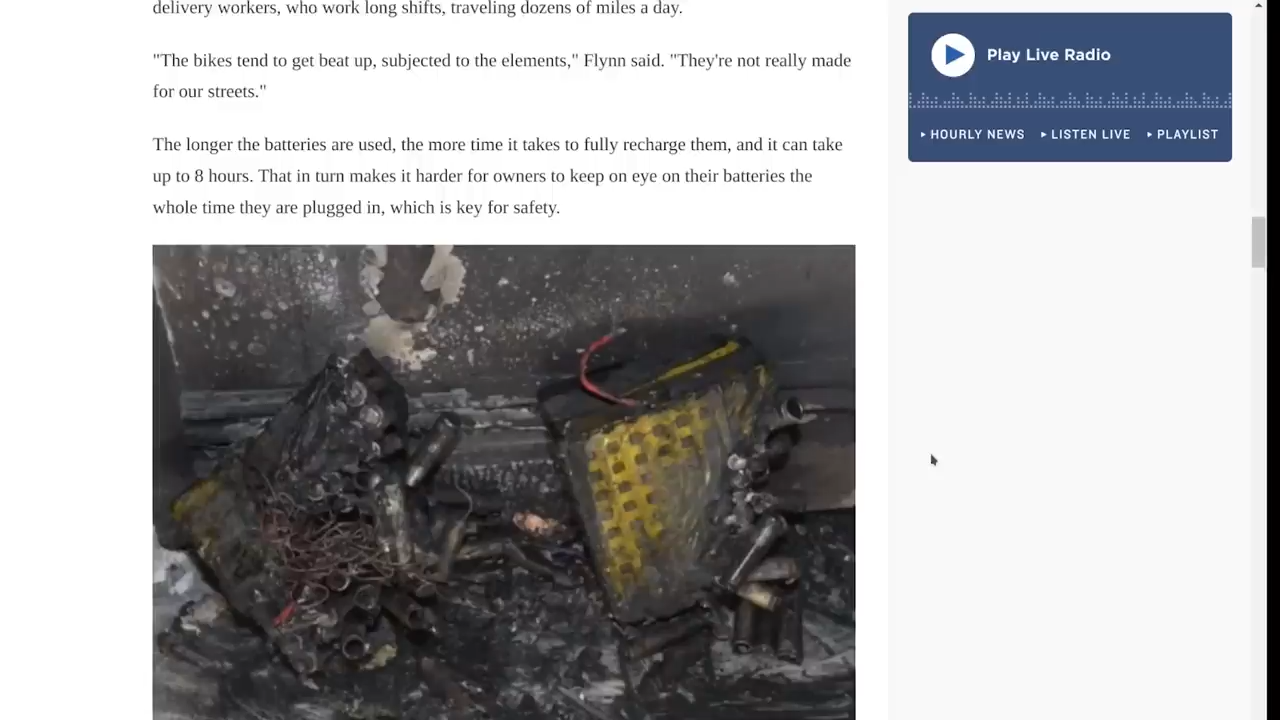 delivery workers, who work long shifts, traveling dozens of miles a day.
"The bikes tend to get beat up, subjected to the elements," Flynn said. "They're not really made
for our streets."
The longer the batteries are used, the more time it takes to fully recharge them, and it can take
up to 8 hours. That in turn makes it harder for owners to keep on eye on their batteries the
whole time they are plugged in, which is key for safety.
Play Live Radio
HOURLY NEWS LISTEN LIVE PLAYLIST